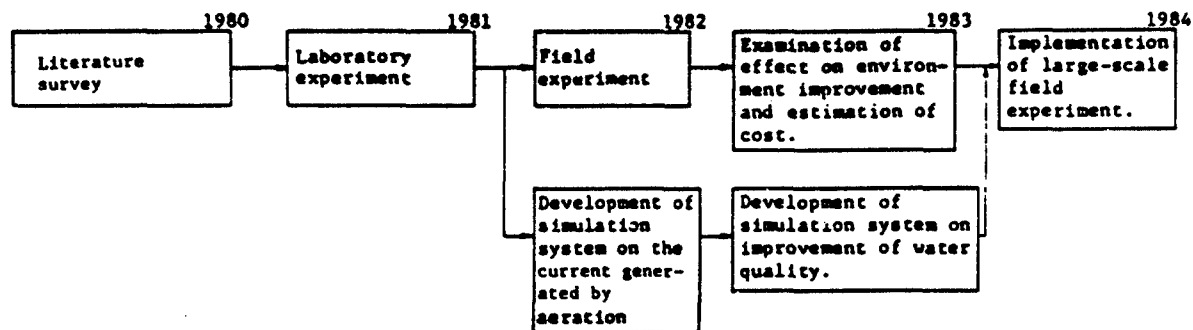 1980
1981
1982
1983
1984
Literature
survey
Laboratory
experiment
Field
experiment
Examination of
effect on environ-
ment improvement
and estimation of
cost.
Implementation
of large-scale
field
experiment.
Development of
simulation
system on the
current gener-
ated by
aeration
Development of
simulation system on
improvement of water
quality.